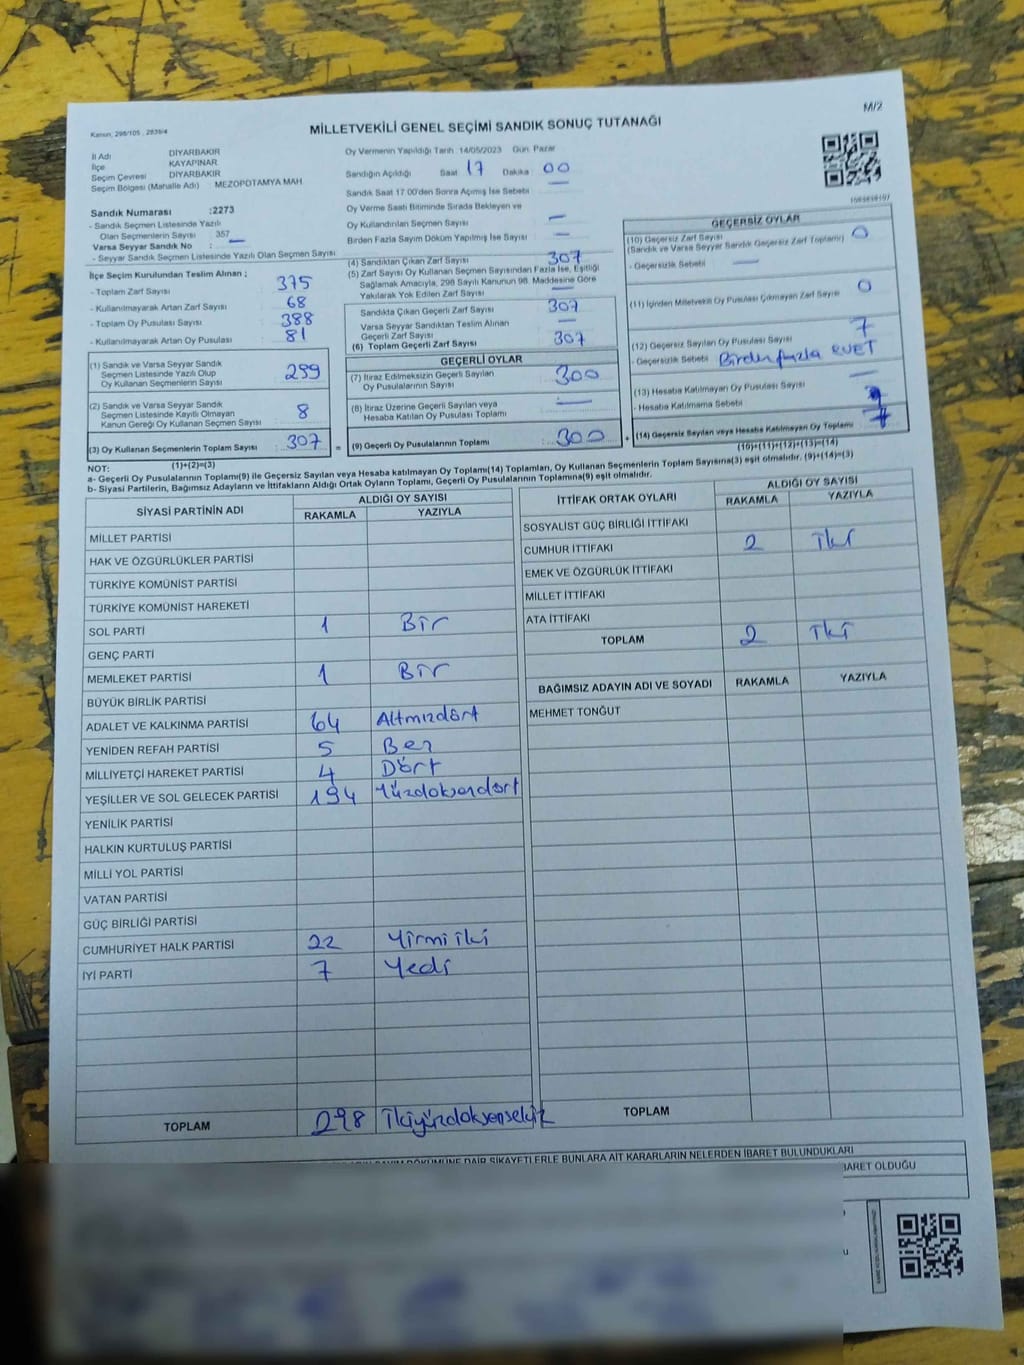 M/2
Kanun: 298/105 , 2839/4
MİLLETVEKİLİ GENEL SEÇİMİ SANDIK SONUÇ TUTANAĞI
İl Adı DİYARBAKIR
İlçe KAYAPINAR
Seçim Çevresi DİYARBAKIR
Seçim Bölgesi (Mahalle Adı) MEZOPOTAMYA MAH.
Oy Vermenin Yapıldığı Tarih : 14/05/2023 Gün: Pazar
Sandığın Açıldığı Saat 17 Dakika 00
Sandık Saat 17:00'den Sonra Açılmış İse Sebebi
Oy Verme Saati Bitiminde Sırada Bekleyen ve
Oy Kullandırılan Seçmen Sayısı —
Birden Fazla Sayım Döküm Yapılmış İse Sayısı —
Sandık Numarası :2273
- Sandık Seçmen Listesinde Yazılı
Olan Seçmenlerin Sayısı 357
Varsa Seyyar Sandık No : —
- Seyyar Sandık Seçmen Listesinde Yazılı Olan Seçmen Sayısı
İlçe Seçim Kurulundan Teslim Alınan ;
- Toplam Zarf Sayısı : 375
- Kullanılmayarak Artan Zarf Sayısı : 68
- Toplam Oy Pusulası Sayısı : 388
- Kullanılmayarak Artan Oy Pusulası : 81
(1) Sandık ve Varsa Seyyar Sandık
Seçmen Listesinde Yazılı Olup
Oy Kullanan Seçmenlerin Sayısı : 299
(2) Sandık ve Varsa Seyyar Sandık
Seçmen Listesinde Kayıtlı Olmayan
Kanun Gereği Oy Kullanan Seçmen Sayısı : 8
(3) Oy Kullanan Seçmenlerin Toplam Sayısı : 307
(1)+(2)=(3)
(4) Sandıktan Çıkan Zarf Sayısı 307
(5) Zarf Sayısı Oy Kullanan Seçmen Sayısından Fazla İse, Eşitliği
Sağlamak Amacıyla, 298 Sayılı Kanunun 98. Maddesine Göre
Yakılarak Yok Edilen Zarf Sayısı —
Sandıkta Çıkan Geçerli Zarf Sayısı 307
Varsa Seyyar Sandıktan Teslim Alınan
Geçerli Zarf Sayısı —
(6) Toplam Geçerli Zarf Sayısı 307
GEÇERLİ OYLAR
(7) İtiraz Edilmeksizin Geçerli Sayılan
Oy Pusulalarının Sayısı : 300
(8) İtiraz Üzerine Geçerli Sayılan veya
Hesaba Katılan Oy Pusulası Toplamı : —
= (9) Geçerli Oy Pusulalarının Toplamı : 300
GEÇERSİZ OYLAR
(10) Geçersiz Zarf Sayısı
(Sandık ve Varsa Seyyar Sandık Geçersiz Zarf Toplamı) 0
- Geçersizlik Sebebi —
(11) İçinden Milletvekili Oy Pusulası Çıkmayan Zarf Sayısı 0
(12) Geçersiz Sayılan Oy Pusulası Sayısı 7
- Geçersizlik Sebebi Birden fazla EVET
(13) Hesaba Katılmayan Oy Pusulası Sayısı —
- Hesaba Katılmama Sebebi
+ (14) Geçersiz Sayılan veya Hesaba Katılmayan Oy Toplamı 7
(10)+(11)+(12)+(13)=(14)
NOT:
a- Geçerli Oy Pusulalarının Toplamı(9) ile Geçersiz Sayılan veya Hesaba katılmayan Oy Toplamı(14) Toplamları, Oy Kullanan Seçmenlerin Toplam Sayısına(3) eşit olmalıdır. (9)+(14)=(3)
b- Siyasi Partilerin, Bağımsız Adayların ve İttifakların Aldığı Ortak Oyların Toplamı, Geçerli Oy Pusulalarının Toplamına(9) eşit olmalıdır.
SİYASİ PARTİNİN ADI ALDIĞI OY SAYISI
RAKAMLA YAZIYLA
MİLLET PARTİSİ
HAK VE ÖZGÜRLÜKLER PARTİSİ
TÜRKİYE KOMÜNİST PARTİSİ
TÜRKİYE KOMÜNİST HAREKETİ
SOL PARTİ 1 Bir
GENÇ PARTİ
MEMLEKET PARTİSİ 1 Bir
BÜYÜK BİRLİK PARTİSİ
ADALET VE KALKINMA PARTİSİ 64 Altmızdört
YENİDEN REFAH PARTİSİ 5 Beş
MİLLİYETÇİ HAREKET PARTİSİ 4 Dört
YEŞİLLER VE SOL GELECEK PARTİSİ 194 Yüzdoksandört
YENİLİK PARTİSİ
HALKIN KURTULUŞ PARTİSİ
MİLLİ YOL PARTİSİ
VATAN PARTİSİ
GÜÇ BİRLİĞİ PARTİSİ
CUMHURİYET HALK PARTİSİ 22 Yirmi iki
İYİ PARTİ 7 Yedi
TOPLAM 298 İkiyüzdoksensekiz
İTTİFAK ORTAK OYLARI ALDIĞI OY SAYISI
RAKAMLA YAZIYLA
SOSYALİST GÜÇ BİRLİĞİ İTTİFAKI
CUMHUR İTTİFAKI 2 İki
EMEK VE ÖZGÜRLÜK İTTİFAKI
MİLLET İTTİFAKI
ATA İTTİFAKI
TOPLAM 2 İki
BAĞIMSIZ ADAYIN ADI VE SOYADI RAKAMLA YAZIYLA
MEHMET TONĞUT
TOPLAM
DÖKÜMÜNE DAİR ŞİKAYETLERLE BUNLARA AİT KARARLARIN NELERDEN İBARET BULUNDUKLARI
İBARET OLDUĞU